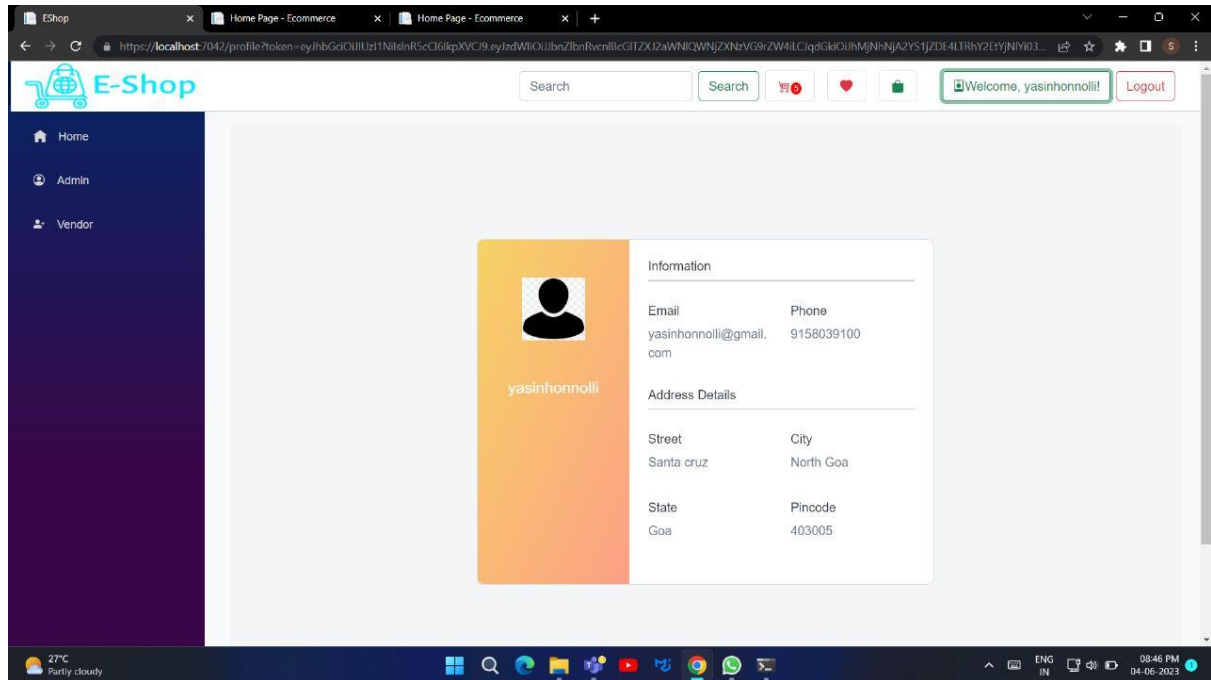 EShop
Home Page - Ecommerce
Home Page - Ecommerce
E-Shop
Search
Search
5
Welcome, yasinhonnolli!
Logout
Home
Admin
Vendor
yasinhonnolli
Information
Email
Phone
yasinhonnolli@gmail.
com
9158039100
Address Details
Street
City
Santa cruz
North Goa
State
Pincode
Goa
403005
27°C
Partly cloudy
ENG
IN
08:46 PM
04-06-2023
1